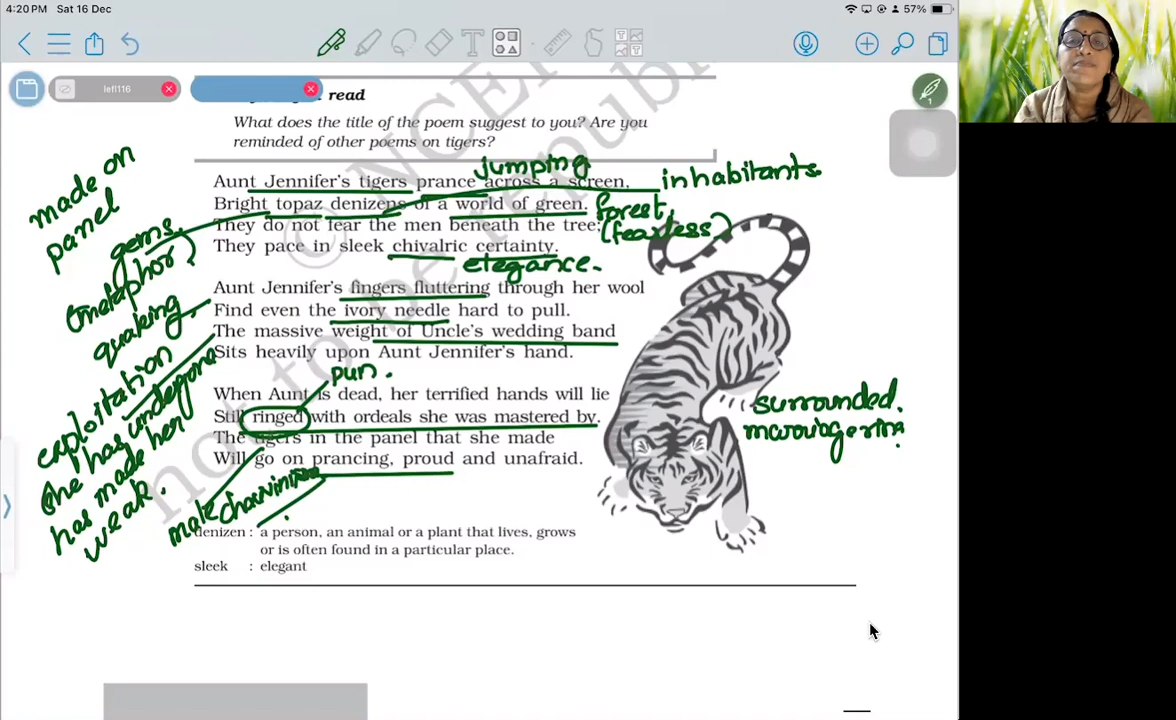 4:20 PM Sat 16 Dec
57%
lefl116
1
read
What does the title of the poem suggest to you? Are you
reminded of other poems on tigers?
© NCERT
not to be republ
made on
panel
jumping
Aunt Jennifer's tigers prance across a screen,
inhabitants
Bright topaz denizens of a world of green.
forest,
They do not fear the men beneath the tree;
(fearless)
They pace in sleek chivalric certainty.
elegance.
gems
(metaphor)
quaking
Aunt Jennifer's fingers fluttering through her wool
Find even the ivory needle hard to pull.
The massive weight of Uncle's wedding band
Sits heavily upon Aunt Jennifer's hand.
exploitation
she has undergone
has made her
weak.
pun.
When Aunt is dead, her terrified hands will lie
Still ringed with ordeals she was mastered by.
surrounded.
The tigers in the panel that she made
Will go on prancing, proud and unafraid.
male
denizen : a person, an animal or a plant that lives, grows
or is often found in a particular place.
sleek : elegant